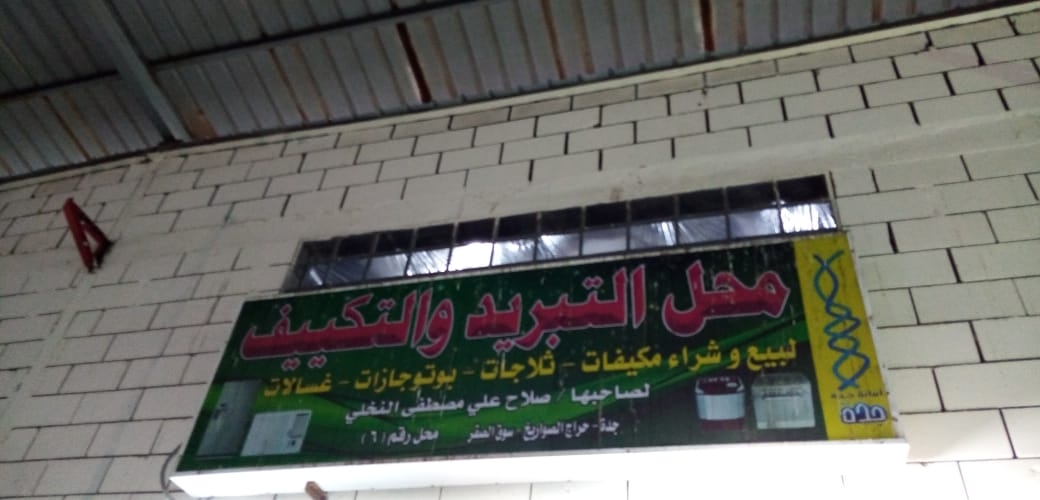 محل التبريد والتكييف
لبيع و شراء مكيفات - ثلاجات - بوتوجازات - غسالات
لصاحبها / صلاح علي مصطفى النخلي
جدة - حراج الصواريخ - سوق الصقر محل رقم (٦)
أمانة جدة
جدة